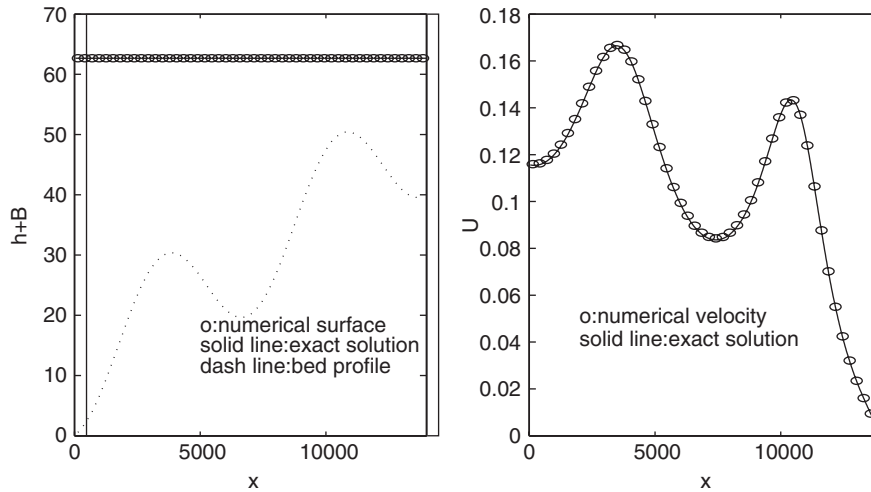 70
60
50
40
30
20
10
0
h+B
o:numerical surface
solid line:exact solution
dash line:bed profile
0
5000
10000
x
0.18
0.16
0.14
0.12
0.1
0.08
0.06
0.04
0.02
0
U
o:numerical velocity
solid line:exact solution
0
5000
10000
x